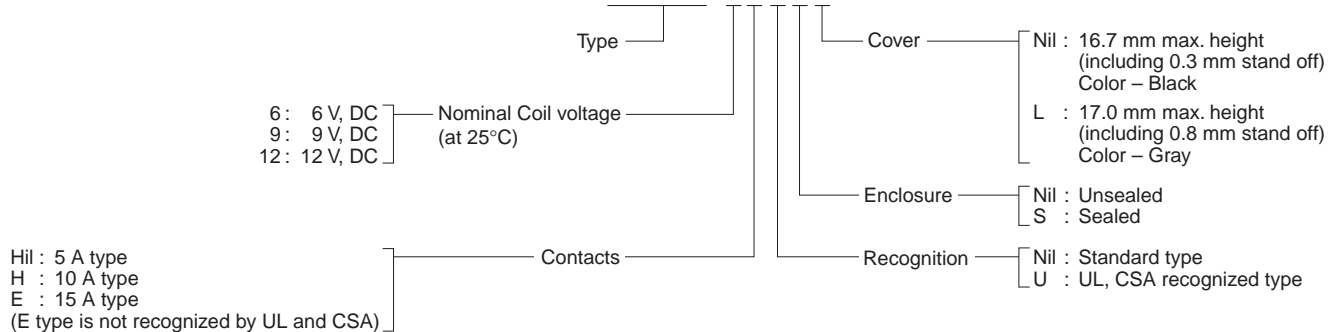 Type
Cover
Nil : 16.7 mm max. height
(including 0.3 mm stand off)
Color – Black
L : 17.0 mm max. height
(including 0.8 mm stand off)
Color – Gray
6 : 6 V, DC
9 : 9 V, DC
12 : 12 V, DC
Nominal Coil voltage
(at 25°C)
Enclosure
Nil : Unsealed
S : Sealed
Hil : 5 A type
H : 10 A type
E : 15 A type
(E type is not recognized by UL and CSA)
Contacts
Recognition
Nil : Standard type
U : UL, CSA recognized type